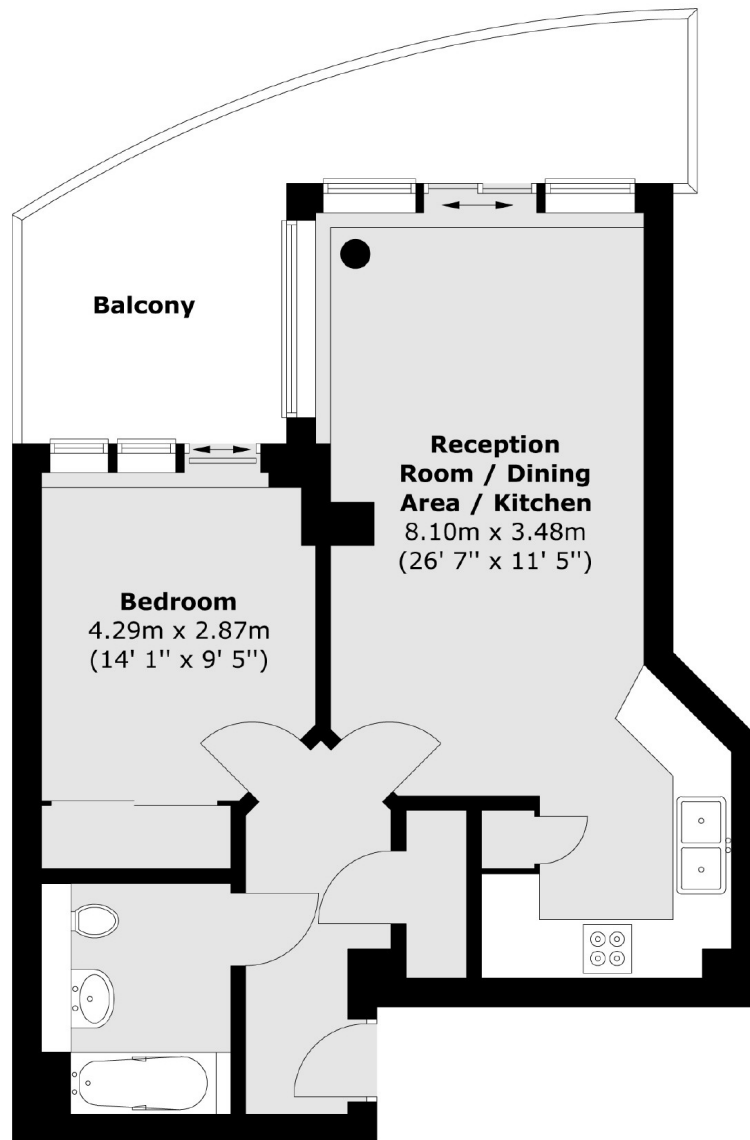 Balcony
Reception
Room / Dining
Area / Kitchen
8.10m x 3.48m
(26' 7" x 11' 5")
Bedroom
4.29m x 2.87m
(14' 1" x 9' 5")